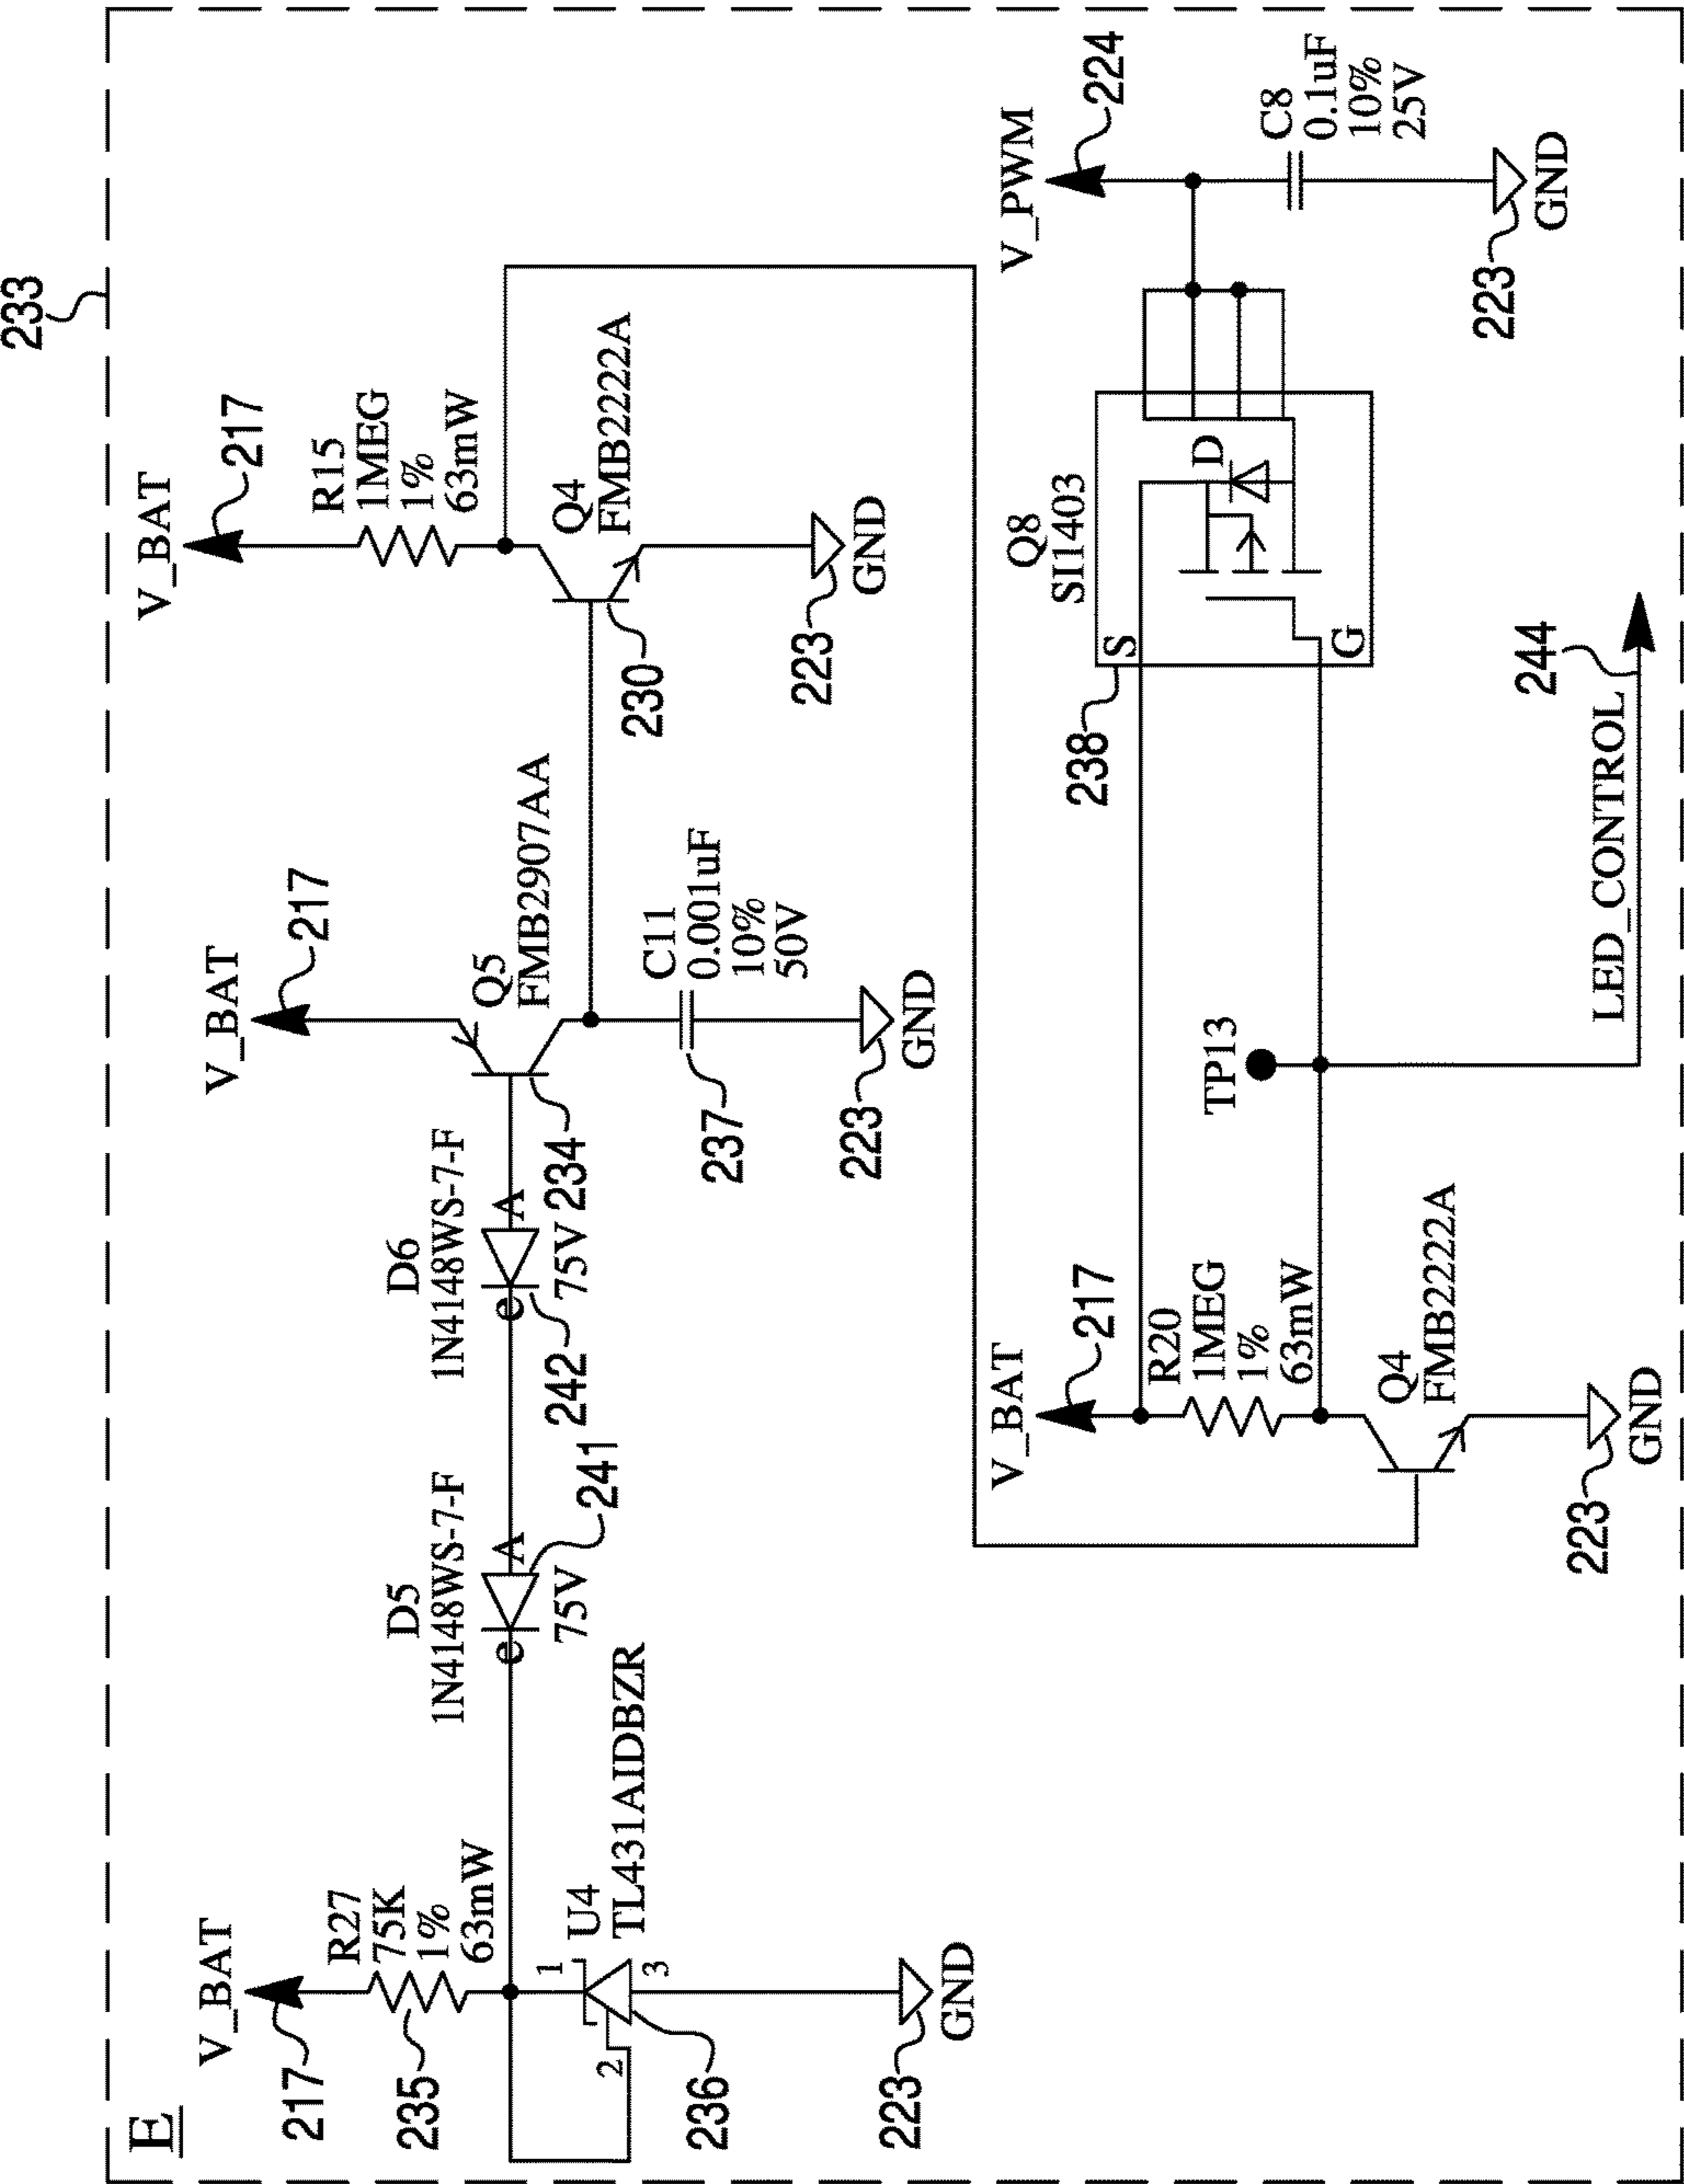 E
233
V_BAT
217
R27
75K
1%
63mW
235
U4
TL431AIDBZR
1
2
3
236
223
GND
D5
1N4148WS-7-F
A
e
75V
241
D6
1N4148WS-7-F
A
e
75V
242
V_BAT
217
Q5
FMB2907AA
234
C11
0.001uF
10%
50V
237
223
GND
V_BAT
217
R15
1MEG
1%
63mW
Q4
FMB2222A
230
223
GND
V_BAT
217
R20
1MEG
1%
63mW
Q4
FMB2222A
223
GND
TP13
LED_CONTROL
244
238
Q8
SI1403
S
D
G
V_PWM
224
C8
0.1uF
10%
25V
223
GND